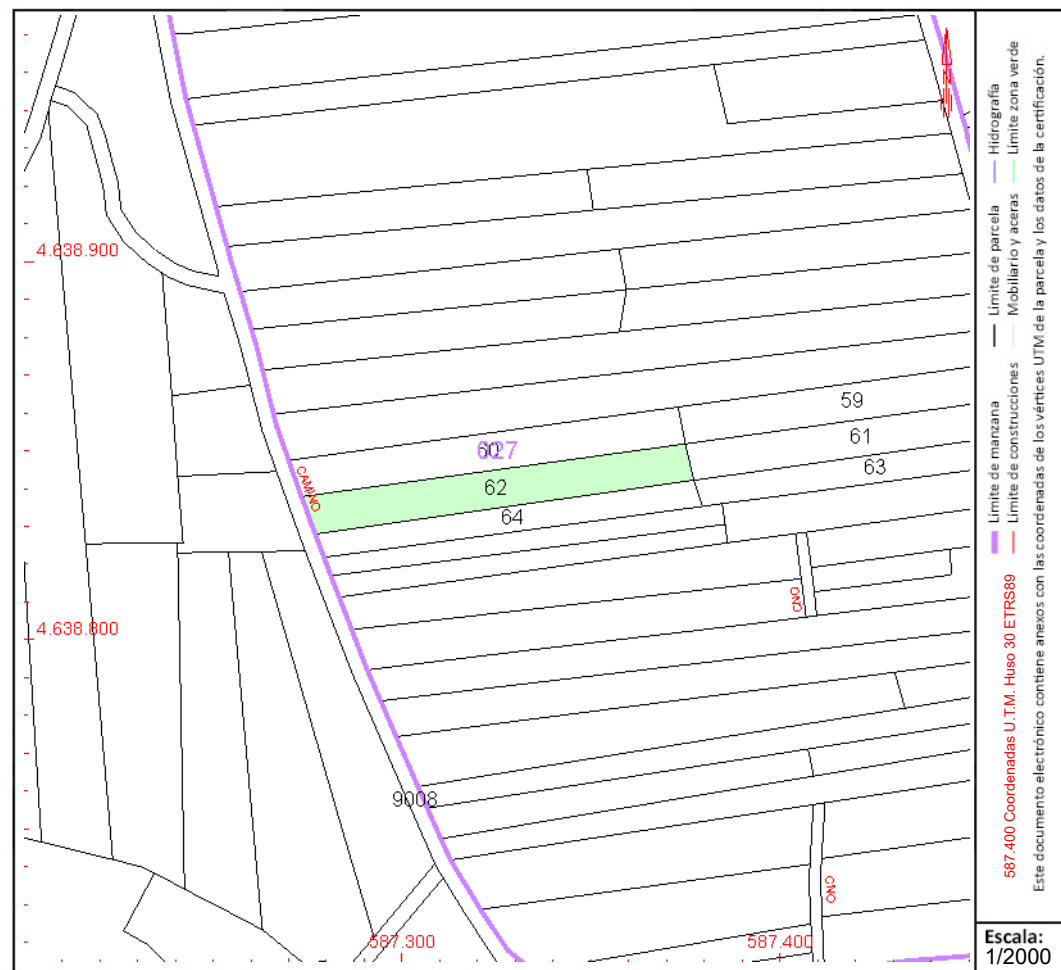 4.638.900
59
60
627
61
63
62
CAMINO
64
CNO
4.638.800
9008
CNO
587.300
587.400
Límite de manzana
Límite de parcela
Hidrografía
Límite de construcciones
Mobiliario y aceras
Límite zona verde
587.400 Coordenadas U.T.M. Huso 30 ETRS89
Este documento electrónico contiene anexos con las coordenadas de los vértices UTM de la parcela y los datos de la certificación.
Escala:
1/2000